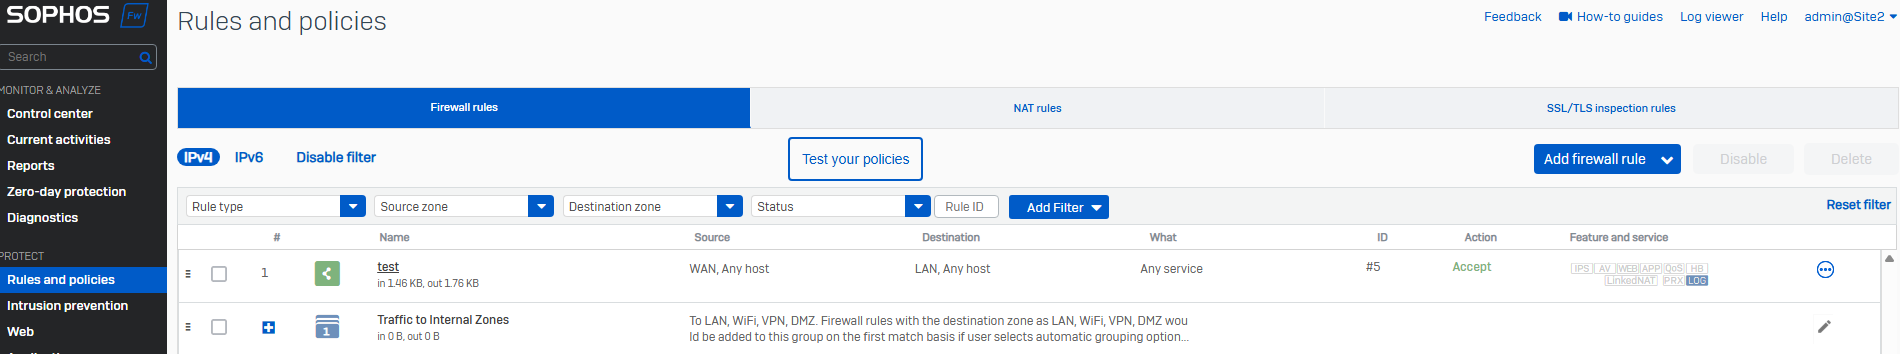 SOPHOS Fw
Rules and policies
Feedback How-to guides Log viewer Help admin@Site2
Search
MONITOR & ANALYZE
Control center
Current activities
Reports
Zero-day protection
Diagnostics
PROTECT
Rules and policies
Intrusion prevention
Web
Firewall rules NAT rules SSL/TLS inspection rules
IPv4 IPv6 Disable filter Test your policies Add firewall rule Disable Delete
Rule type Source zone Destination zone Status Rule ID Add Filter Reset filter
# Name Source Destination What ID Action Feature and service
1 test WAN, Any host LAN, Any host Any service #5 Accept
in 1.46 KB, out 1.76 KB
IPS AV WEB APP QoS HB
LinkedNAT PRX LOG
1 Traffic to Internal Zones
in 0 B, out 0 B
To LAN, WiFi, VPN, DMZ. Firewall rules with the destination zone as LAN, WiFi, VPN, DMZ wou
ld be added to this group on the first match basis if user selects automatic grouping option...